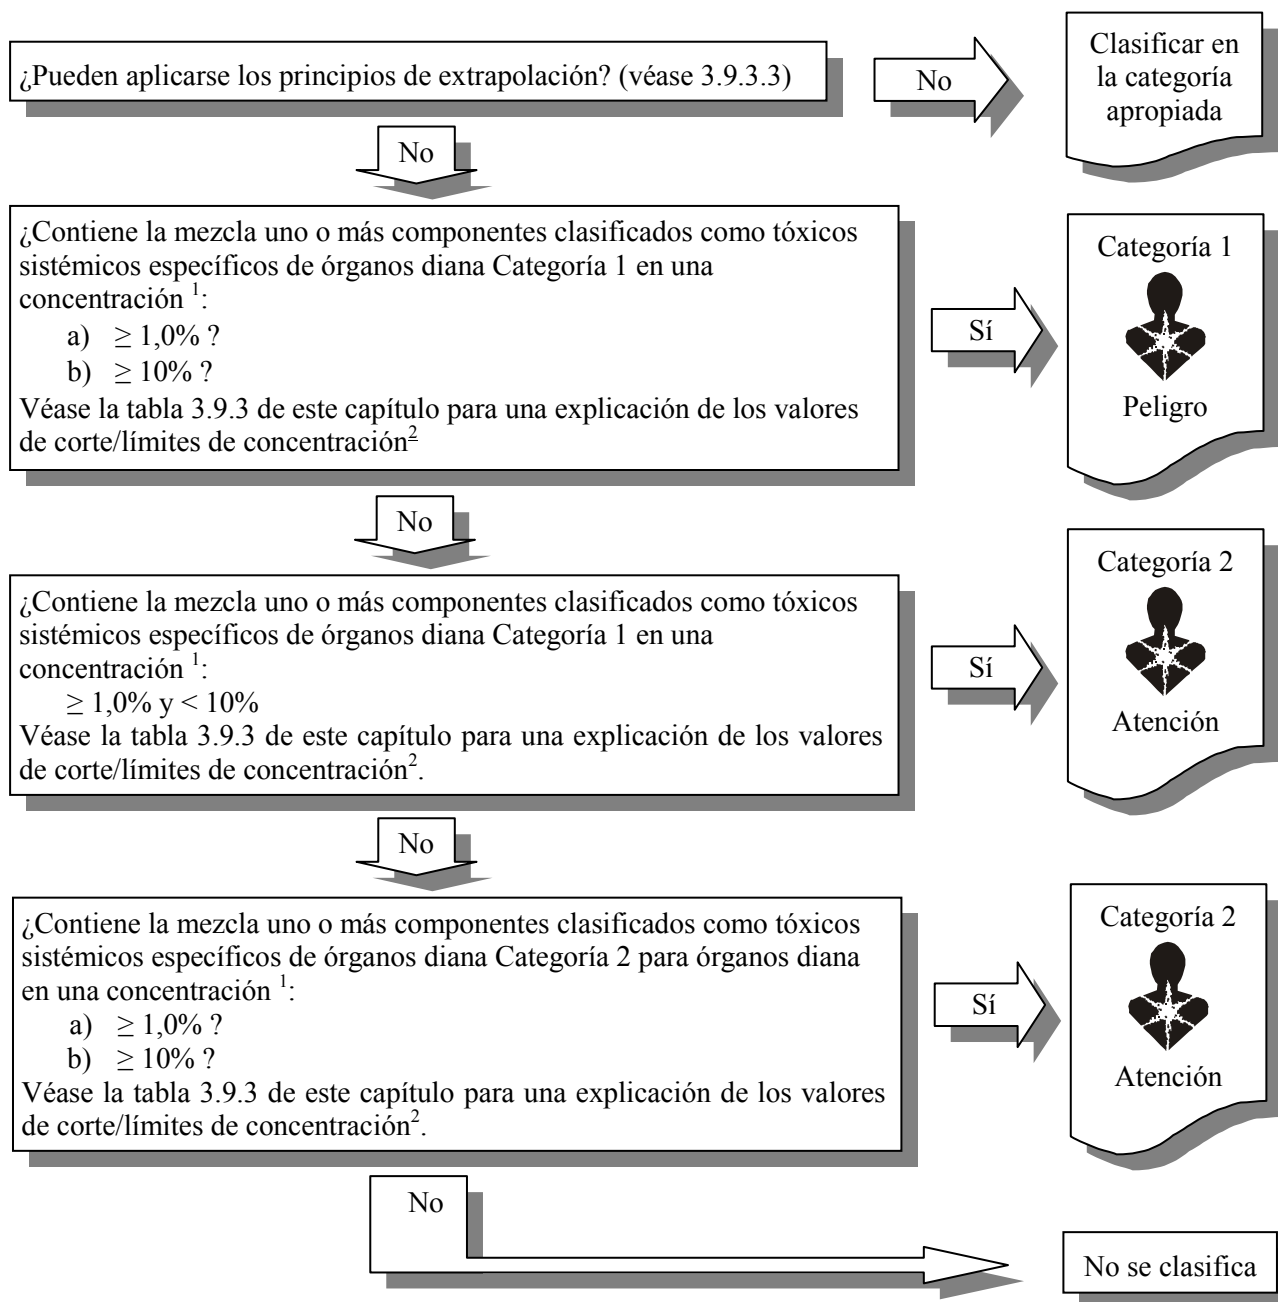 ¿Pueden aplicarse los principios de extrapolación? (véase 3.9.3.3)
No
Clasificar en
la categoría
apropiada
No
¿Contiene la mezcla uno o más componentes clasificados como tóxicos
sistémicos específicos de órganos diana Categoría 1 en una
concentración ¹:
a) ≥ 1,0% ?
b) ≥ 10% ?
Véase la tabla 3.9.3 de este capítulo para una explicación de los valores
de corte/límites de concentración²
Sí
Categoría 1
Peligro
No
¿Contiene la mezcla uno o más componentes clasificados como tóxicos
sistémicos específicos de órganos diana Categoría 1 en una
concentración ¹:
≥ 1,0% y < 10%
Véase la tabla 3.9.3 de este capítulo para una explicación de los valores
de corte/límites de concentración².
Sí
Categoría 2
Atención
No
¿Contiene la mezcla uno o más componentes clasificados como tóxicos
sistémicos específicos de órganos diana Categoría 2 para órganos diana
en una concentración ¹:
a) ≥ 1,0% ?
b) ≥ 10% ?
Véase la tabla 3.9.3 de este capítulo para una explicación de los valores
de corte/límites de concentración².
Sí
Categoría 2
Atención
No
No se clasifica